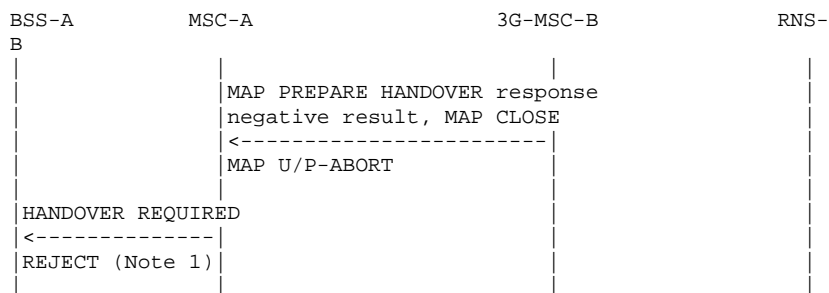 BSS-A MSC-A 3G-MSC-B RNS-
B
MAP PREPARE HANDOVER response
negative result, MAP CLOSE
MAP U/P-ABORT
HANDOVER REQUIRED
REJECT (Note 1)